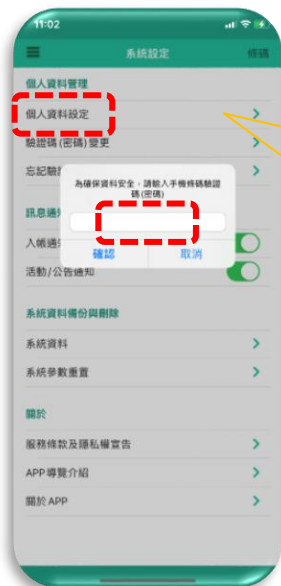 11:02
系統設定
條碼
個人資料管理
個人資料設定
驗證碼(密碼)變更
忘記驗
為確保資料安全，請輸入手機條碼驗證
碼(密碼)
確認
取消
訊息通
入帳通
活動/公告通知
系統資料備份與刪除
系統資料
系統參數重置
關於
服務條款及隱私權宣告
APP導覽介紹
關於 APP